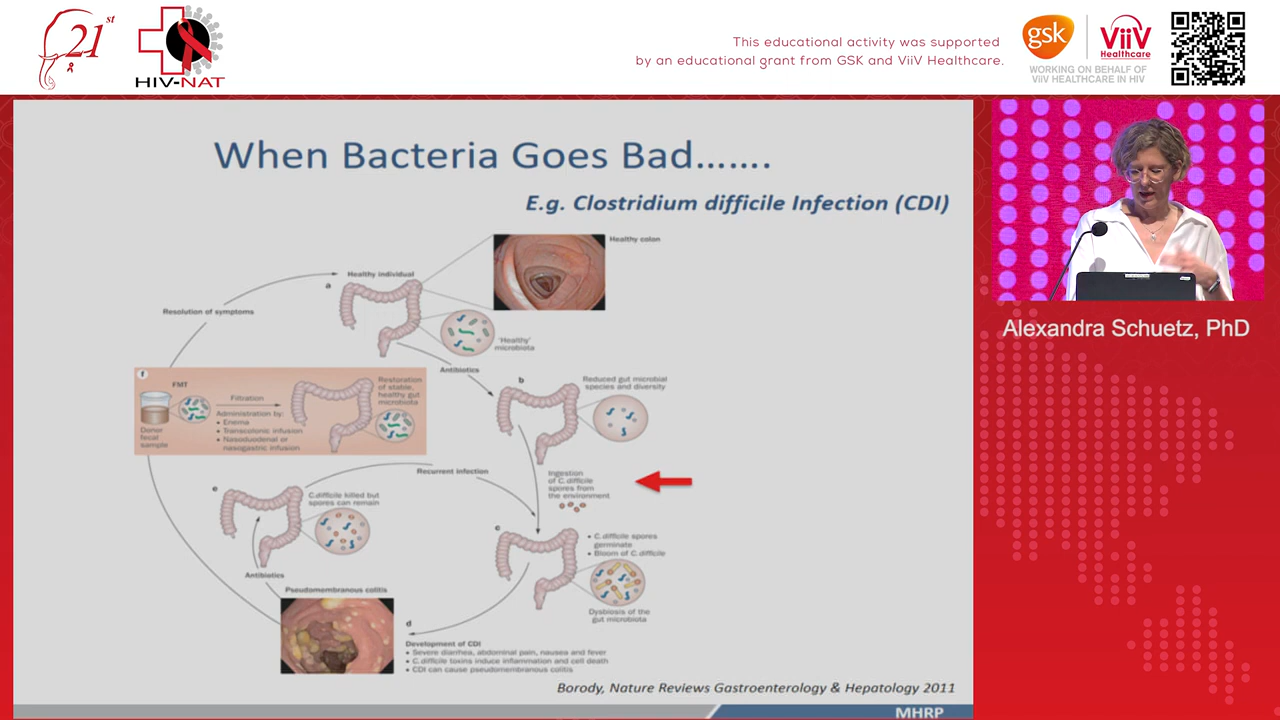 21st
HIV-NAT
This educational activity was supported
by an educational grant from GSK and ViiV Healthcare.
gsk
ViiV
Healthcare
WORKING ON BEHALF OF
ViiV HEALTHCARE IN HIV
When Bacteria Goes Bad.......
E.g. Clostridium difficile Infection (CDI)
Healthy colon
Healthy individual
a
Resolution of symptoms
'Healthy'
microbiota
Antibiotics
f
FMT
Donor
fecal
sample
Filtration
Administration by:
• Enema
• Transcolonic infusion
• Nasoduodenal or
nasogastric infusion
Restoration
of stable,
healthy gut
microbiota
b
Reduced gut microbial
species and diversity
Recurrent infection
Ingestion
of C. difficile
spores from
the environment
e
C.difficile killed but
spores can remain
c
• C. difficile spores
germinate
• Bloom of C. difficile
Antibiotics
Pseudomembranous colitis
Dysbiosis of the
gut microbiota
d
Development of CDI
• Severe diarrhea, abdominal pain, nausea and fever
• C. difficile toxins induce inflammation and cell death
• CDI can cause pseudomembranous colitis
Borody, Nature Reviews Gastroenterology & Hepatology 2011
MHRP
Alexandra Schuetz, PhD